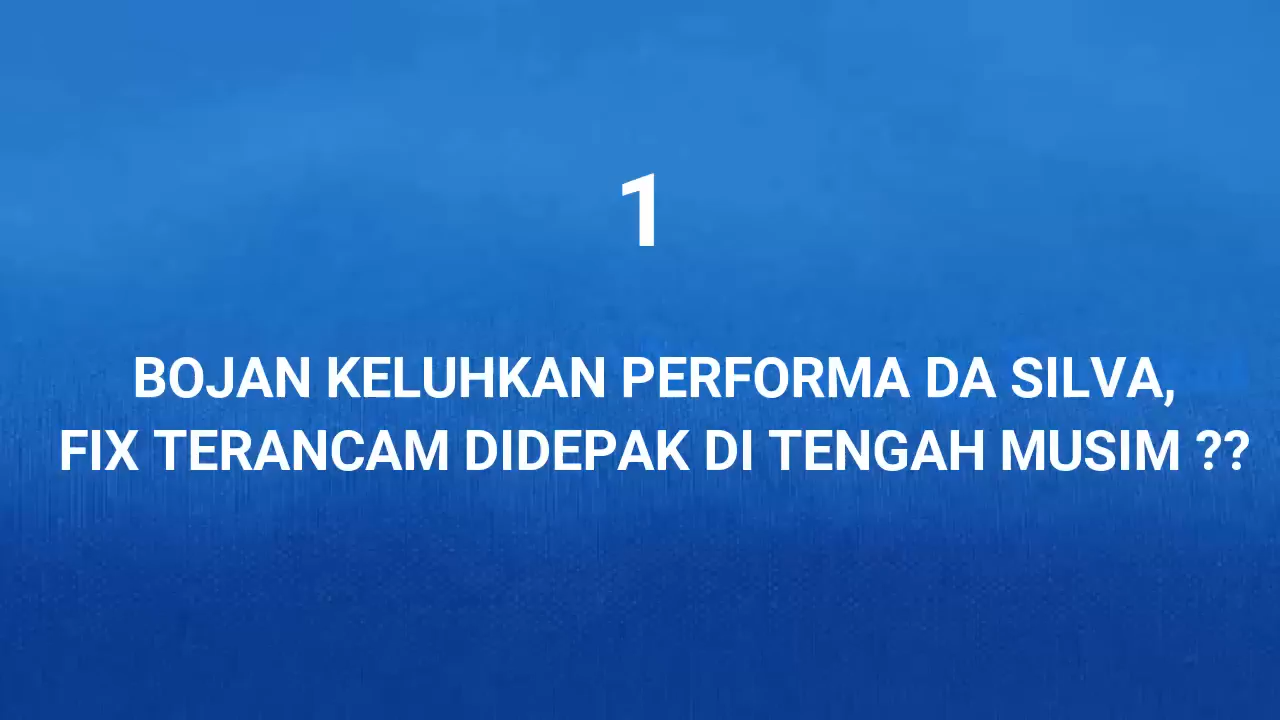 1
BOJAN KELUHKAN PERFORMA DA SILVA,
FIX TERANCAM DIDEPAK DI TENGAH MUSIM ??